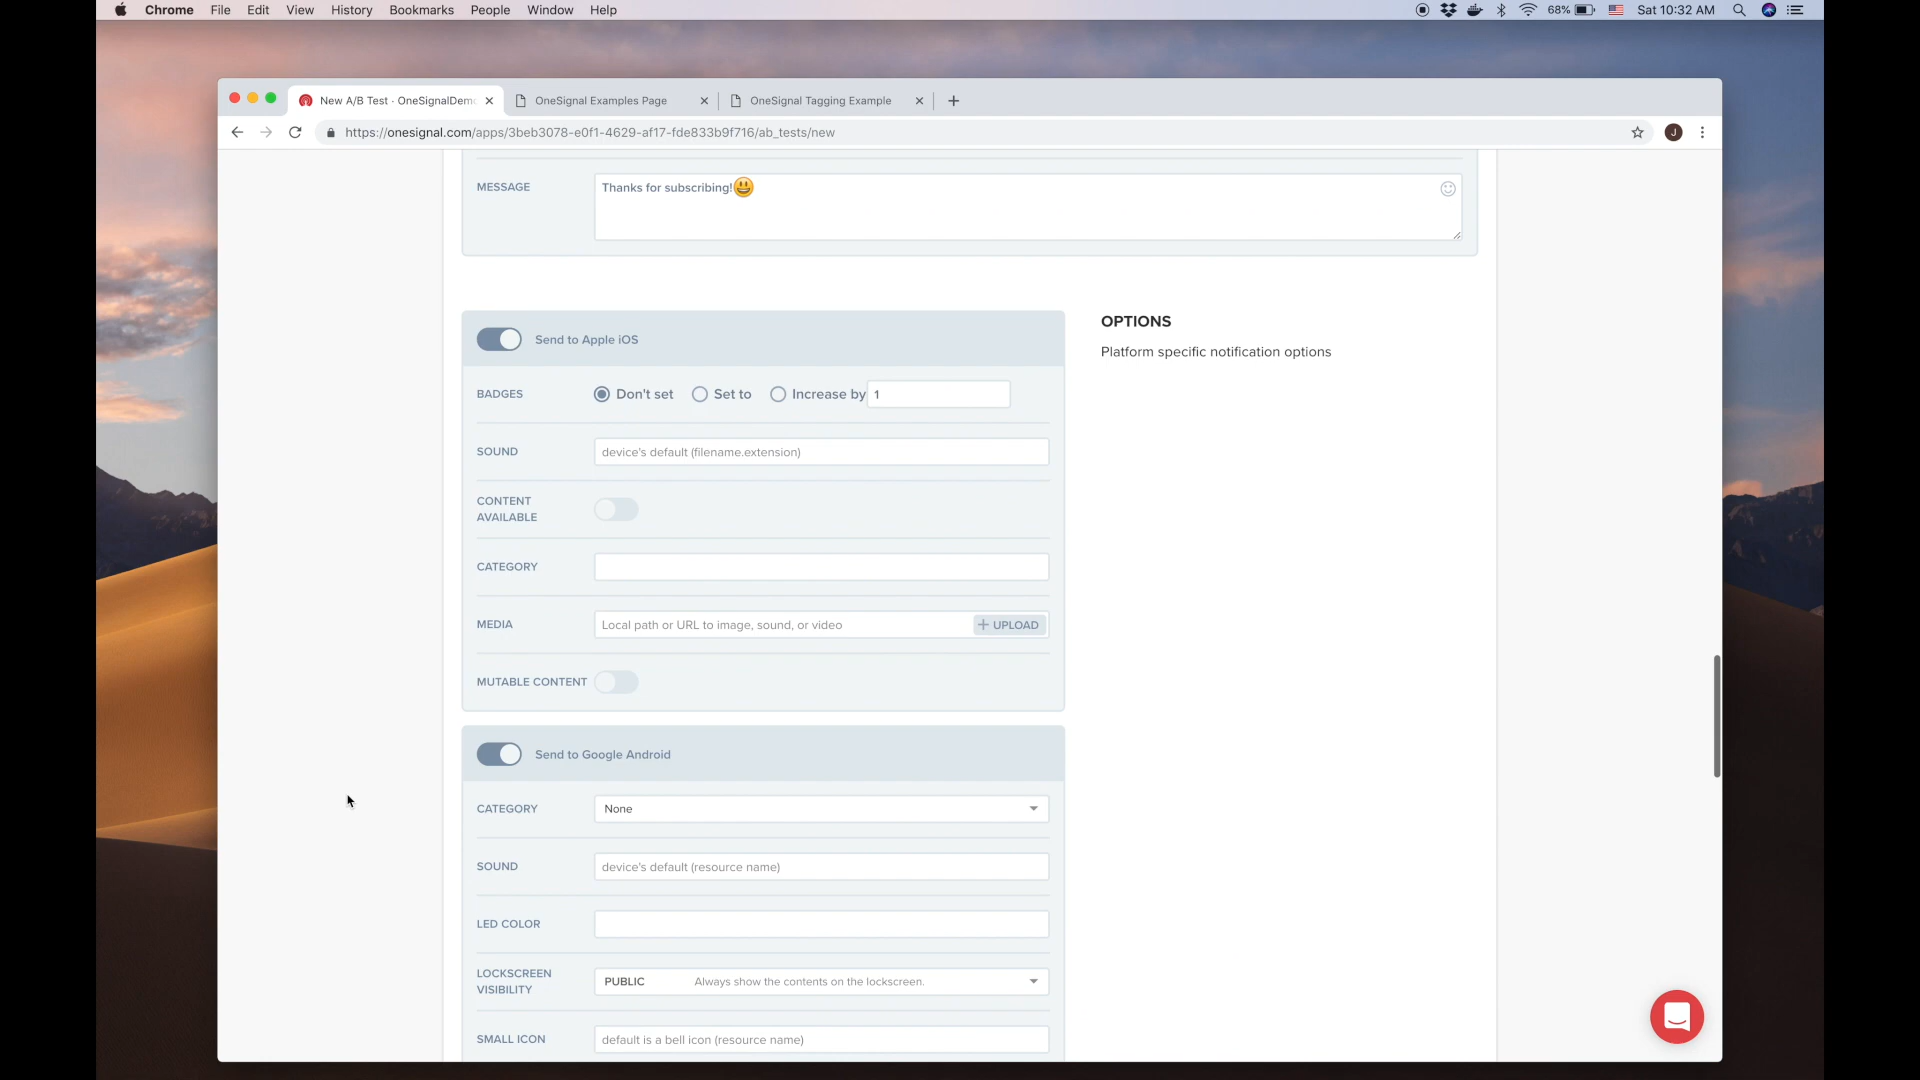 Chrome File Edit View History Bookmarks People Window Help 68% Sat 10:32 AM
New A/B Test · OneSignalDemo OneSignal Examples Page OneSignal Tagging Example
https://onesignal.com/apps/3beb3078-e0f1-4629-af17-fde833b9f716/ab_tests/new J
MESSAGE Thanks for subscribing!😃
Send to Apple iOS
BADGES Don't set Set to Increase by 1
SOUND device's default (filename.extension)
CONTENT
AVAILABLE
CATEGORY
MEDIA Local path or URL to image, sound, or video + UPLOAD
MUTABLE CONTENT
OPTIONS
Platform specific notification options
Send to Google Android
CATEGORY None
SOUND device's default (resource name)
LED COLOR
LOCKSCREEN
VISIBILITY
PUBLIC Always show the contents on the lockscreen.
SMALL ICON default is a bell icon (resource name)